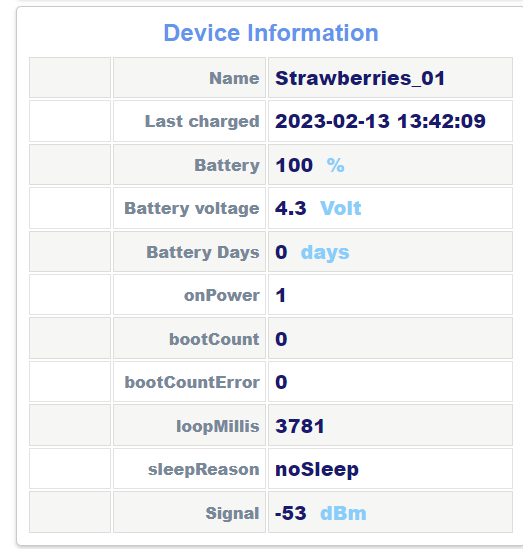 Device Information
Name Strawberries_01
Last charged 2023-02-13 13:42:09
Battery 100 %
Battery voltage 4.3 Volt
Battery Days 0 days
onPower 1
bootCount 0
bootCountError 0
loopMillis 3781
sleepReason noSleep
Signal -53 dBm